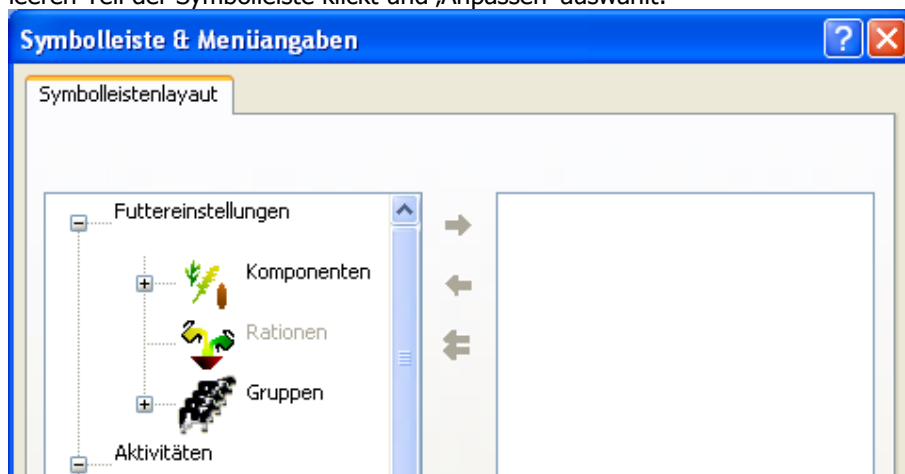 leeren Teil der Symbolleiste klickt und ‚Anpassen' auswählt.
Symbolleiste & Menüangaben
Symbolleistenlayaut
Futtereinstellungen
Komponenten
Rationen
Gruppen
Aktivitäten